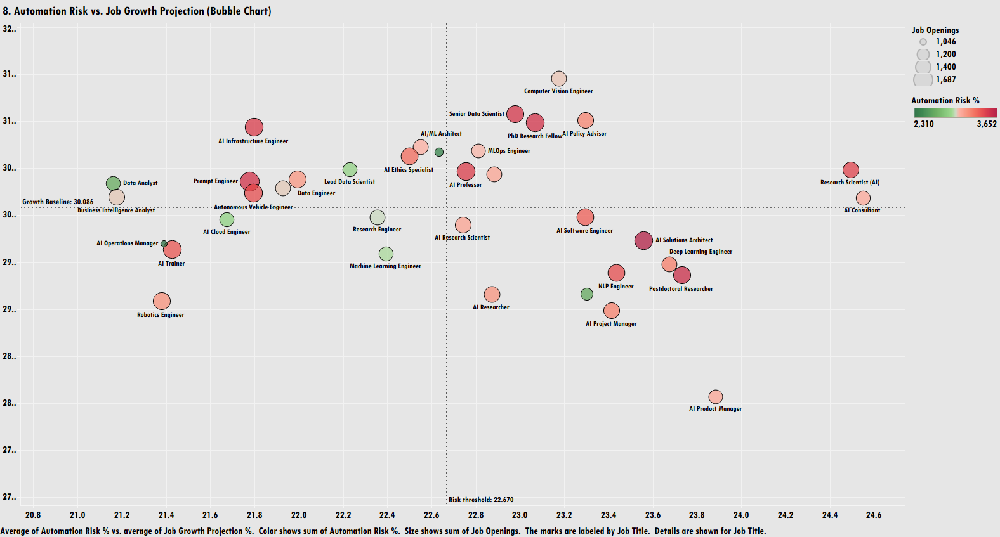 8. Automation Risk vs. Job Growth Projection (Bubble Chart)
32..
31..
31..
30..
30..
29..
29..
28..
28..
27..
27..
Computer Vision Engineer
Senior Data Scientist
PhD Research Fellow
AI Policy Advisor
AI Infrastructure Engineer
AI/ML Architect
MLOps Engineer
AI Ethics Specialist
Data Analyst
Prompt Engineer
Lead Data Scientist
AI Professor
Research Scientist (AI)
Data Engineer
Growth Baseline: 30.086
Business Intelligence Analyst
Autonomous Vehicle Engineer
AI Consultant
AI Cloud Engineer
Research Engineer
AI Software Engineer
AI Research Scientist
AI Operations Manager
AI Solutions Architect
Deep Learning Engineer
AI Trainer
Machine Learning Engineer
NLP Engineer
Postdoctoral Researcher
AI Researcher
Robotics Engineer
AI Project Manager
AI Product Manager
Risk threshold: 22.670
20.8 21.0 21.2 21.4 21.6 21.8 22.0 22.2 22.4 22.6 22.8 23.0 23.2 23.4 23.6 23.8 24.0 24.2 24.4 24.6
Average of Automation Risk % vs. average of Job Growth Projection %. Color shows sum of Automation Risk %. Size shows sum of Job Openings. The marks are labeled by Job Title. Details are shown for Job Title.
Job Openings
1,046
1,200
1,400
1,687
Automation Risk %
2,310 3,652